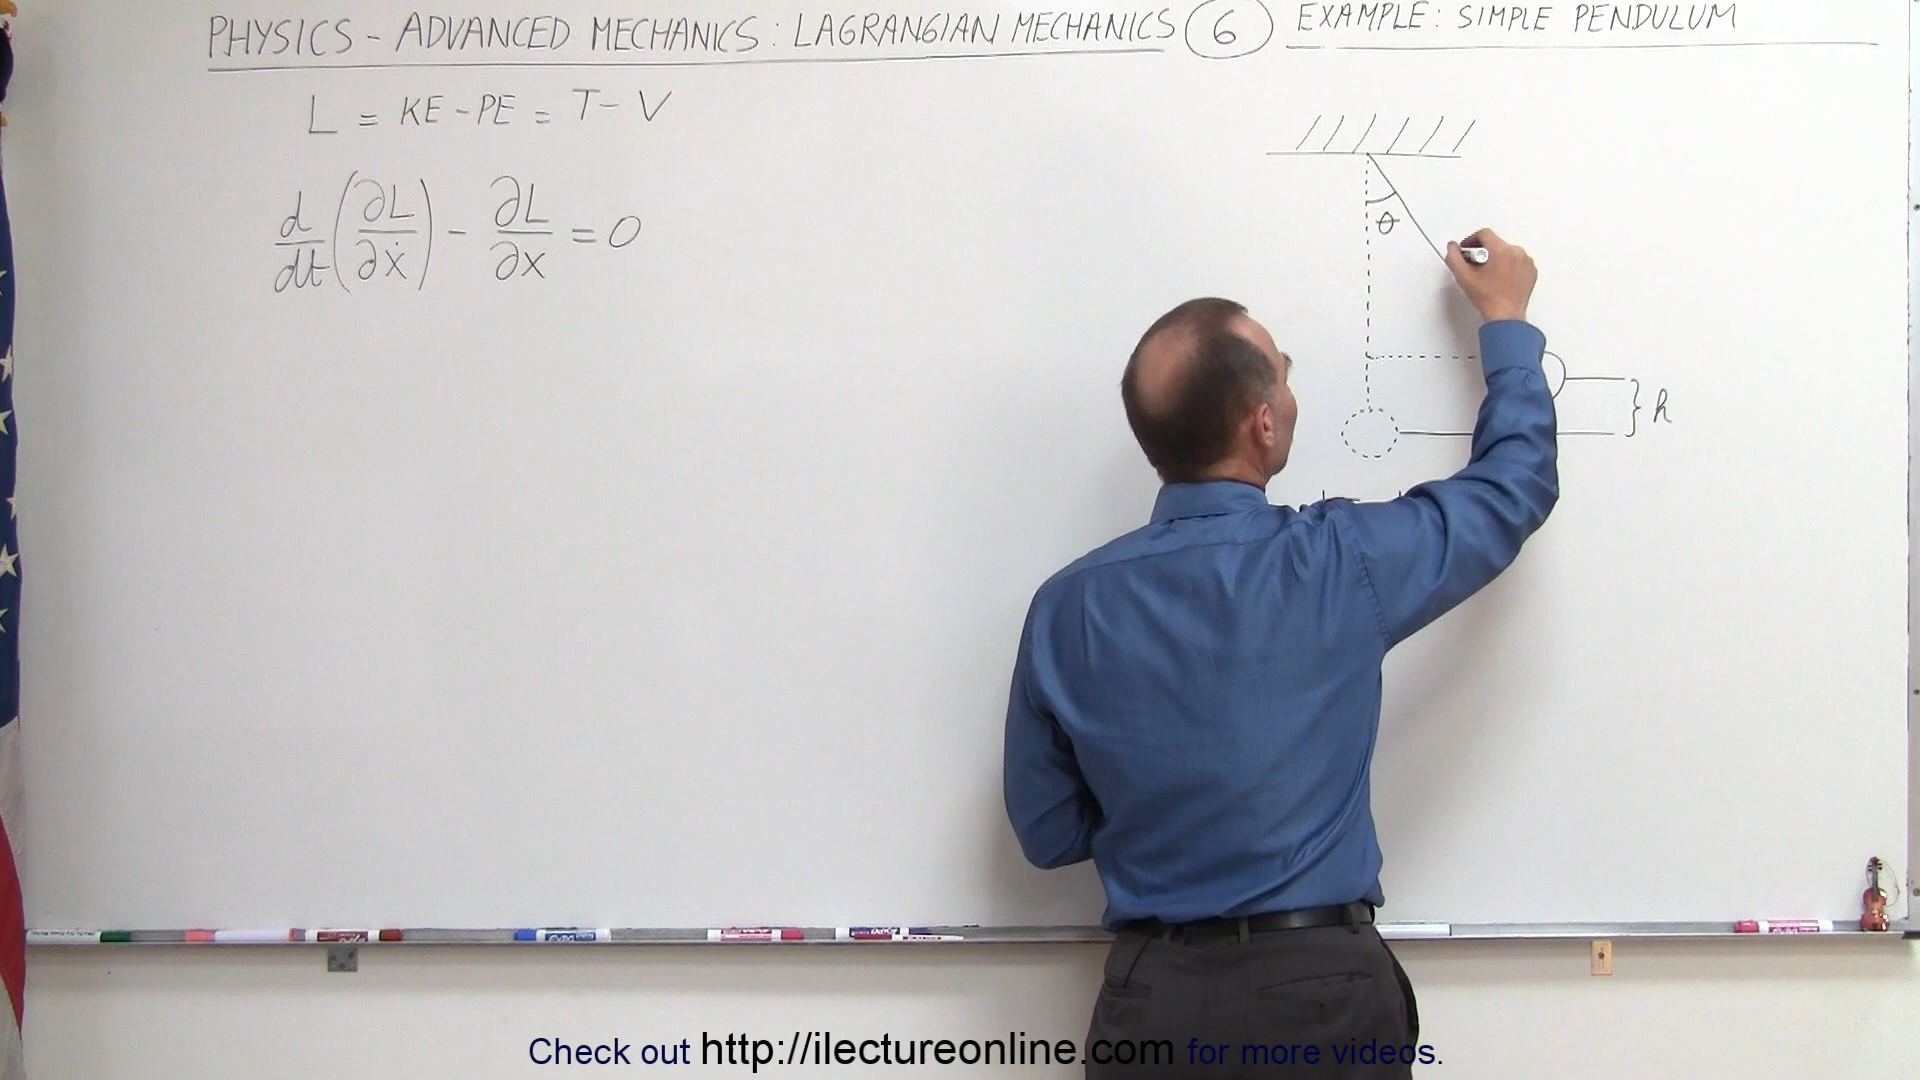 PHYSICS - ADVANCED MECHANICS: LAGRANGIAN MECHANICS 6 EXAMPLE: SIMPLE PENDULUM
L = KE - PE = T - V
d/dt (∂L/∂ẋ) - ∂L/∂x = 0
θ
} h
Check out http://ilectureonline.com for more videos.